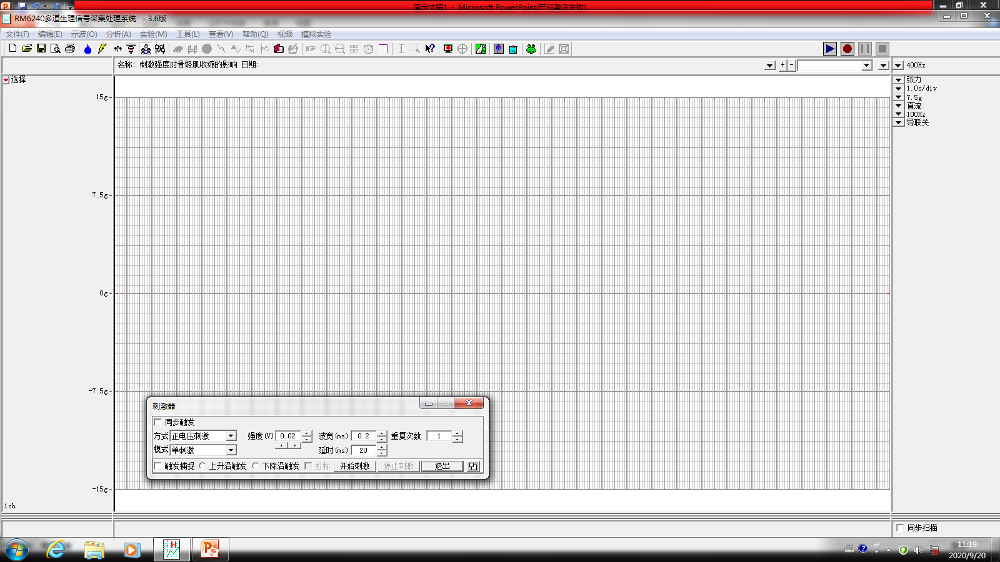 演示文稿1 - Microsoft PowerPoint(产品激活失败)
RM6240多道生理信号采集处理系统 - 3.6版
文件(F) 编辑(E) 示波(O) 分析(A) 实验(M) 工具(L) 查看(V) 帮助(Q) 视频 模拟实验
名称: 刺激强度对骨骼肌收缩的影响 日期:
+ -
400Hz
选择
张力
1.0s/div
7.5g
直流
100Hz
导联关
15g
7.5g
0g
-7.5g
-15g
刺激器
同步触发
方式 正电压刺激 强度(V) 0.02 波宽(ms) 0.2 重复次数 1
模式 单刺激 延时(ms) 20
触发捕捉 上升沿触发 下降沿触发 打标 开始刺激 停止刺激 退出
1ch
同步扫描
11:19
2020/9/20